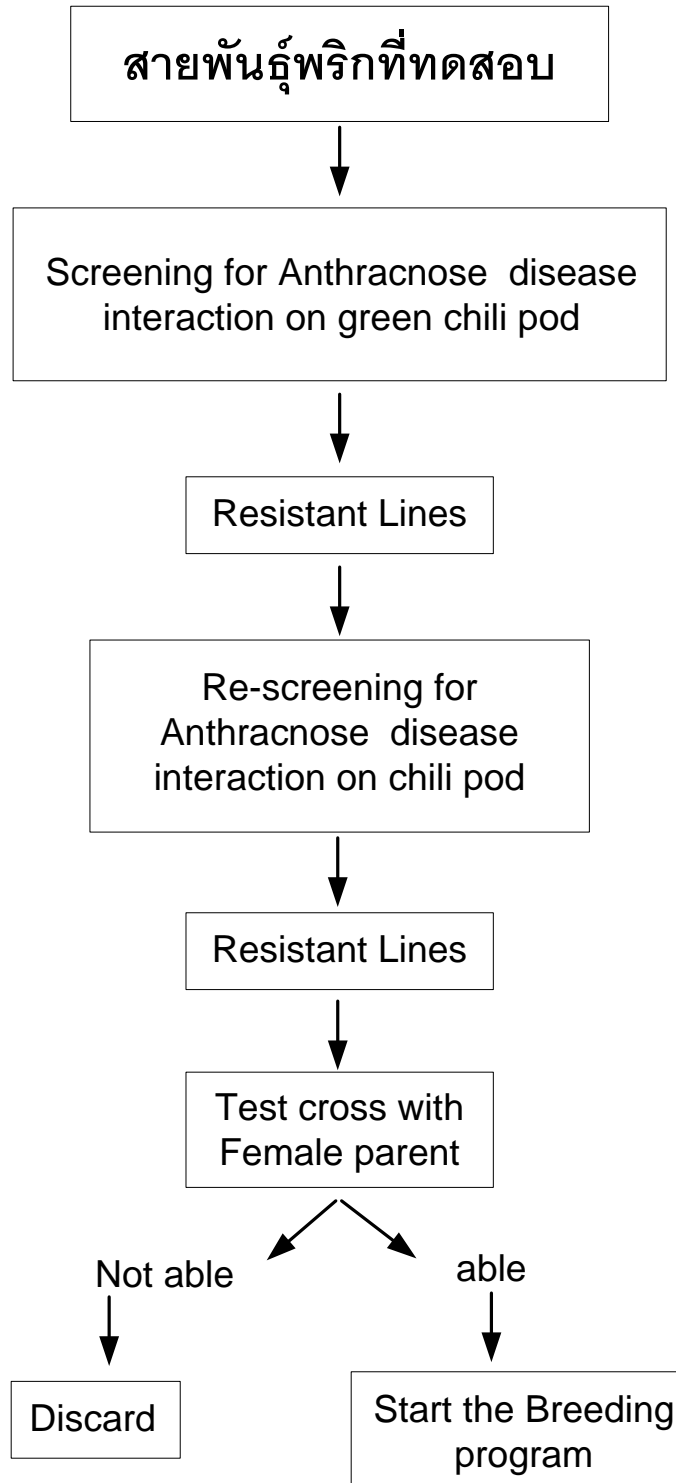 สายพันธุ์พริกที่ทดสอบ
Screening for Anthracnose disease
interaction on green chili pod
Resistant Lines
Re-screening for
Anthracnose disease
interaction on chili pod
Resistant Lines
Test cross with
Female parent
Not able
able
Discard
Start the Breeding
program